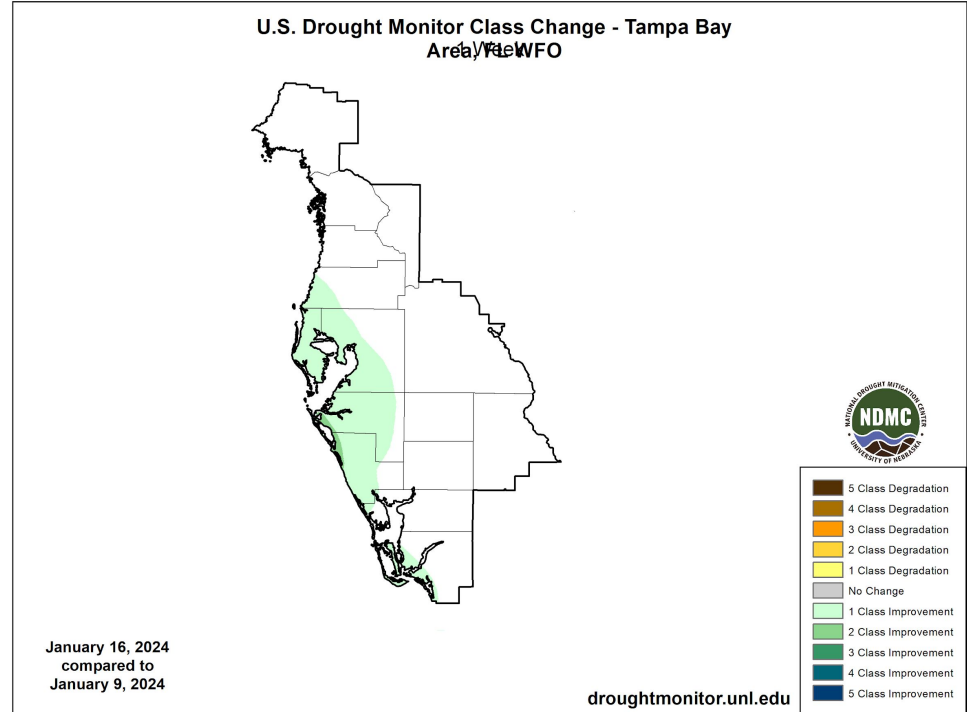 U.S. Drought Monitor Class Change - Tampa Bay
Area, FL WFO
1 Week
NATIONAL DROUGHT MITIGATION CENTER
NDMC
UNIVERSITY OF NEBRASKA
5 Class Degradation
4 Class Degradation
3 Class Degradation
2 Class Degradation
1 Class Degradation
No Change
1 Class Improvement
2 Class Improvement
3 Class Improvement
4 Class Improvement
5 Class Improvement
January 16, 2024
compared to
January 9, 2024
droughtmonitor.unl.edu